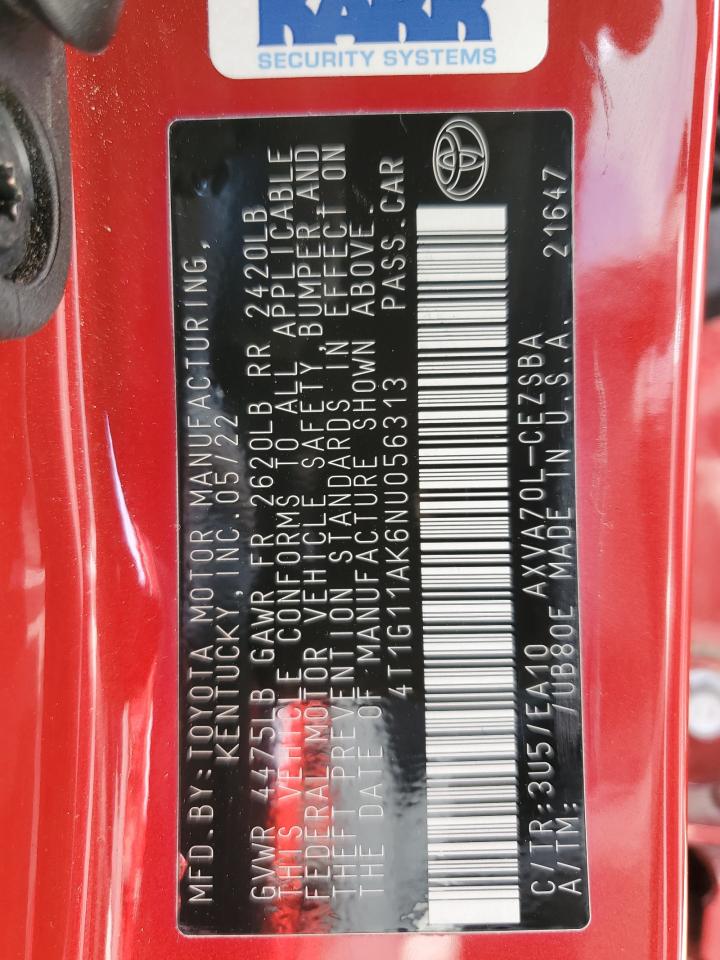 KARR
SECURITY SYSTEMS
MFD.BY:TOYOTA MOTOR MANUFACTURING,
KENTUCKY, INC.05/22
GVWR 4475LB GAWR FR 2620LB RR 2420LB
THIS VEHICLE CONFORMS TO ALL APPLICABLE
FEDERAL MOTOR VEHICLE SAFETY, BUMPER AND
THEFT PREVENTION STANDARDS IN EFFECT ON
THE DATE OF MANUFACTURE SHOWN ABOVE.
4T1G11AK6NU056313 PASS.CAR
C/TR:3U5/EA10 AXVA70L-CEZSBA 21647
A/TM: /UB80E MADE IN U.S.A.